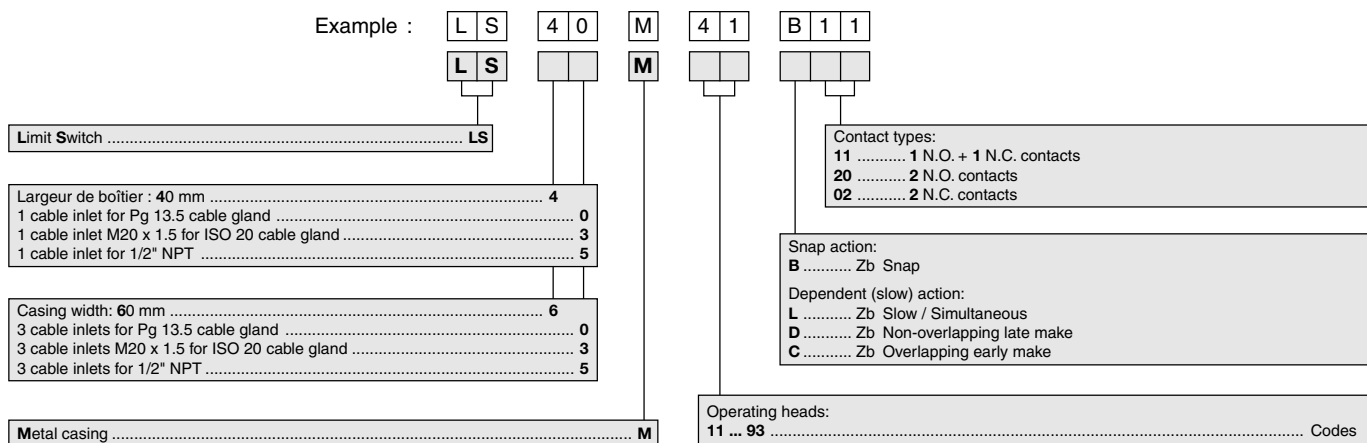 Example : L S 4 0 M 4 1 B 1 1
L S M
Limit Switch ................................................................................ LS
Largeur de boîtier : 40 mm .......................................................................... 4
1 cable inlet for Pg 13.5 cable gland .................................................................. 0
1 cable inlet M20 x 1.5 for ISO 20 cable gland .................................................... 3
1 cable inlet for 1/2" NPT ................................................................................... 5
Casing width: 60 mm .................................................................................... 6
3 cable inlets for Pg 13.5 cable gland ................................................................ 0
3 cable inlets M20 x 1.5 for ISO 20 cable gland .................................................. 3
3 cable inlets for 1/2" NPT .................................................................................. 5
Metal casing .................................................................................................................... M
Contact types:
11 ........... 1 N.O. + 1 N.C. contacts
20 ........... 2 N.O. contacts
02 ........... 2 N.C. contacts
Snap action:
B ........... Zb Snap
Dependent (slow) action:
L ........... Zb Slow / Simultaneous
D ........... Zb Non-overlapping late make
C ........... Zb Overlapping early make
Operating heads:
11 ... 93 ........................................................................................................................ Codes